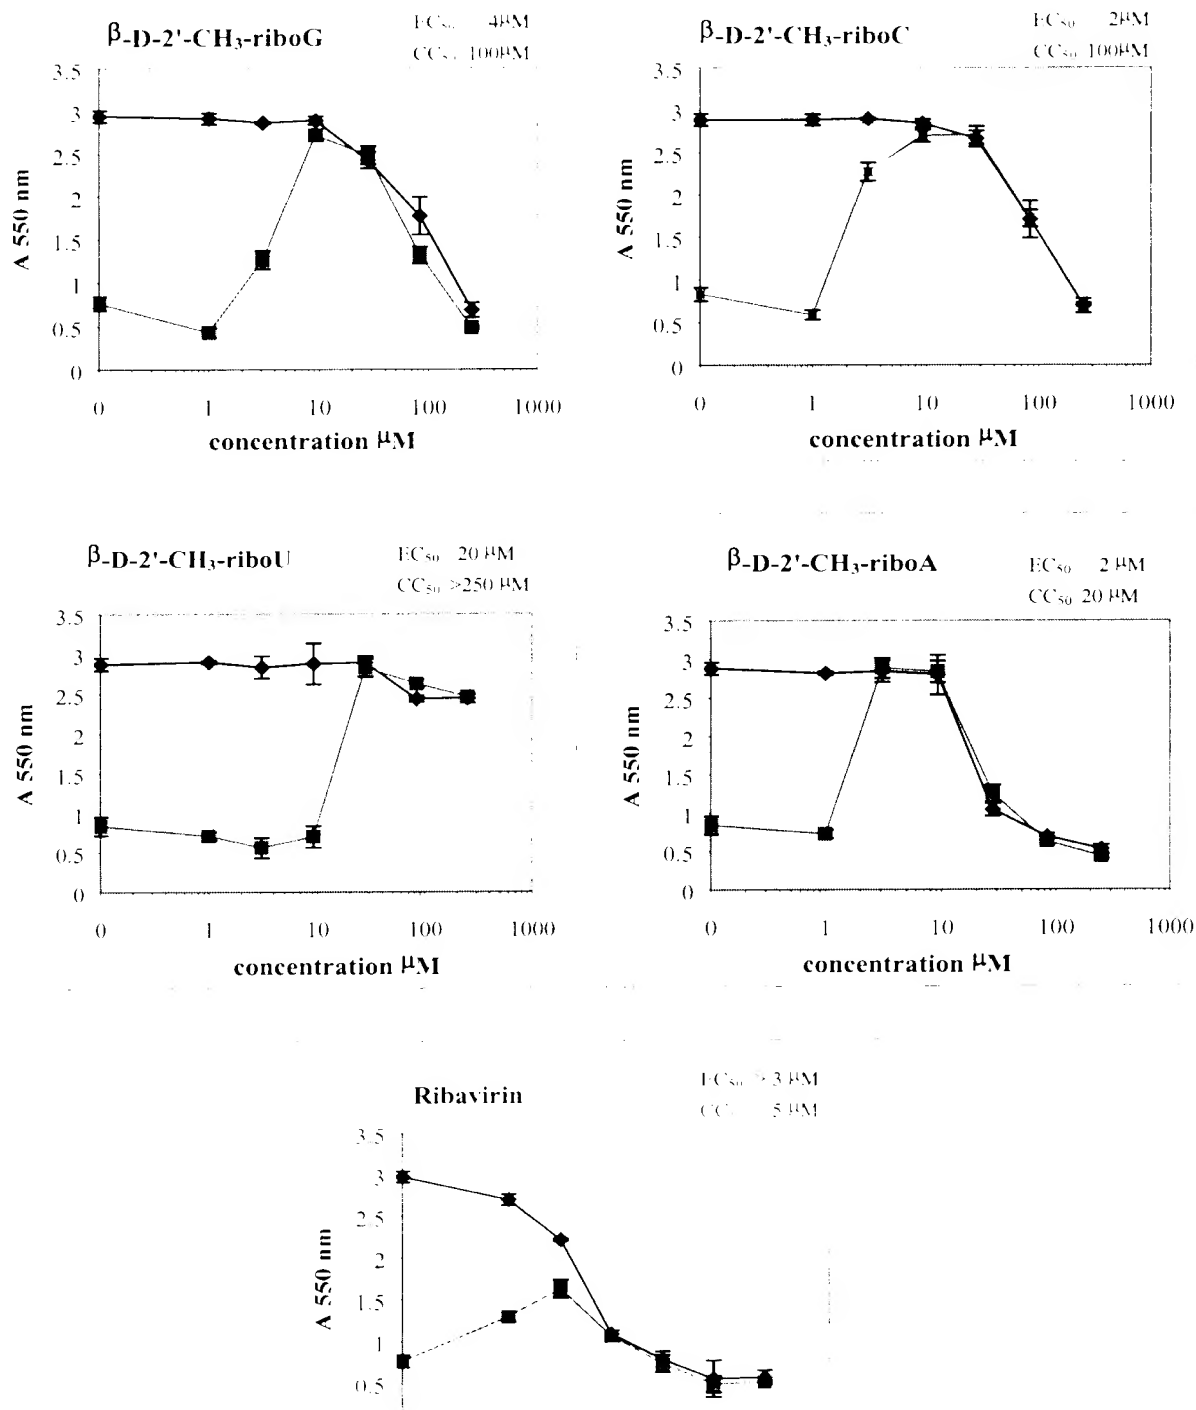 β-D-2'-CH₃-riboG
EC₅₀ 4µM
CC₅₀ 100µM
3.5
3
2.5
2
1.5
1
0.5
0
A 550 nm
0 1 10 100 1000
concentration µM
β-D-2'-CH₃-riboC
EC₅₀ 2µM
CC₅₀ 100µM
3.5
3
2.5
2
1.5
1
0.5
0
A 550 nm
0 1 10 100 1000
concentration µM
β-D-2'-CH₃-riboU
EC₅₀ 20 µM
CC₅₀ >250 µM
3.5
3
2.5
2
1.5
1
0.5
0
A 550 nm
0 1 10 100 1000
concentration µM
β-D-2'-CH₃-riboA
EC₅₀ 2 µM
CC₅₀ 20 µM
3.5
3
2.5
2
1.5
1
0.5
0
A 550 nm
0 1 10 100 1000
concentration µM
Ribavirin
EC₅₀ 3 µM
CC 5 µM
3.5
3
2.5
2
1.5
1
0.5
A 550 nm